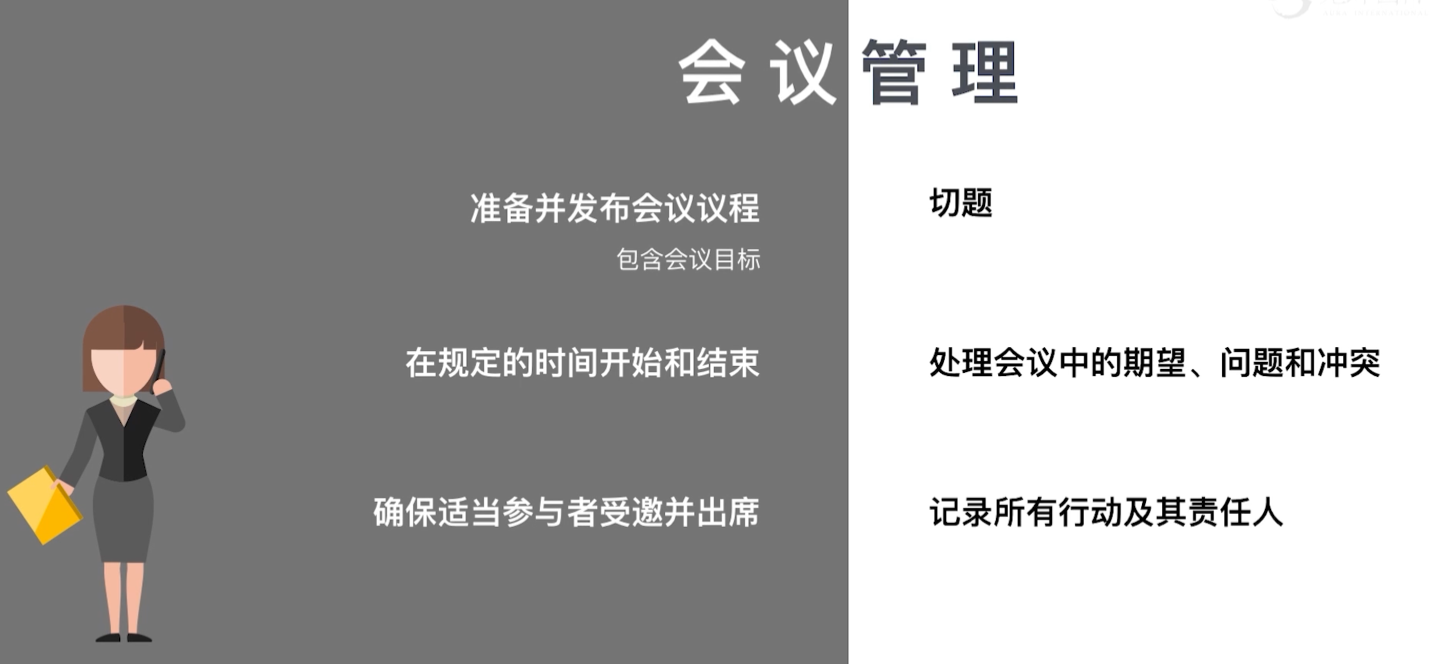 会议管理
准备并发布会议议程
包含会议目标
在规定的时间开始和结束
确保适当参与者受邀并出席
切题
处理会议中的期望、问题和冲突
记录所有行动及其责任人